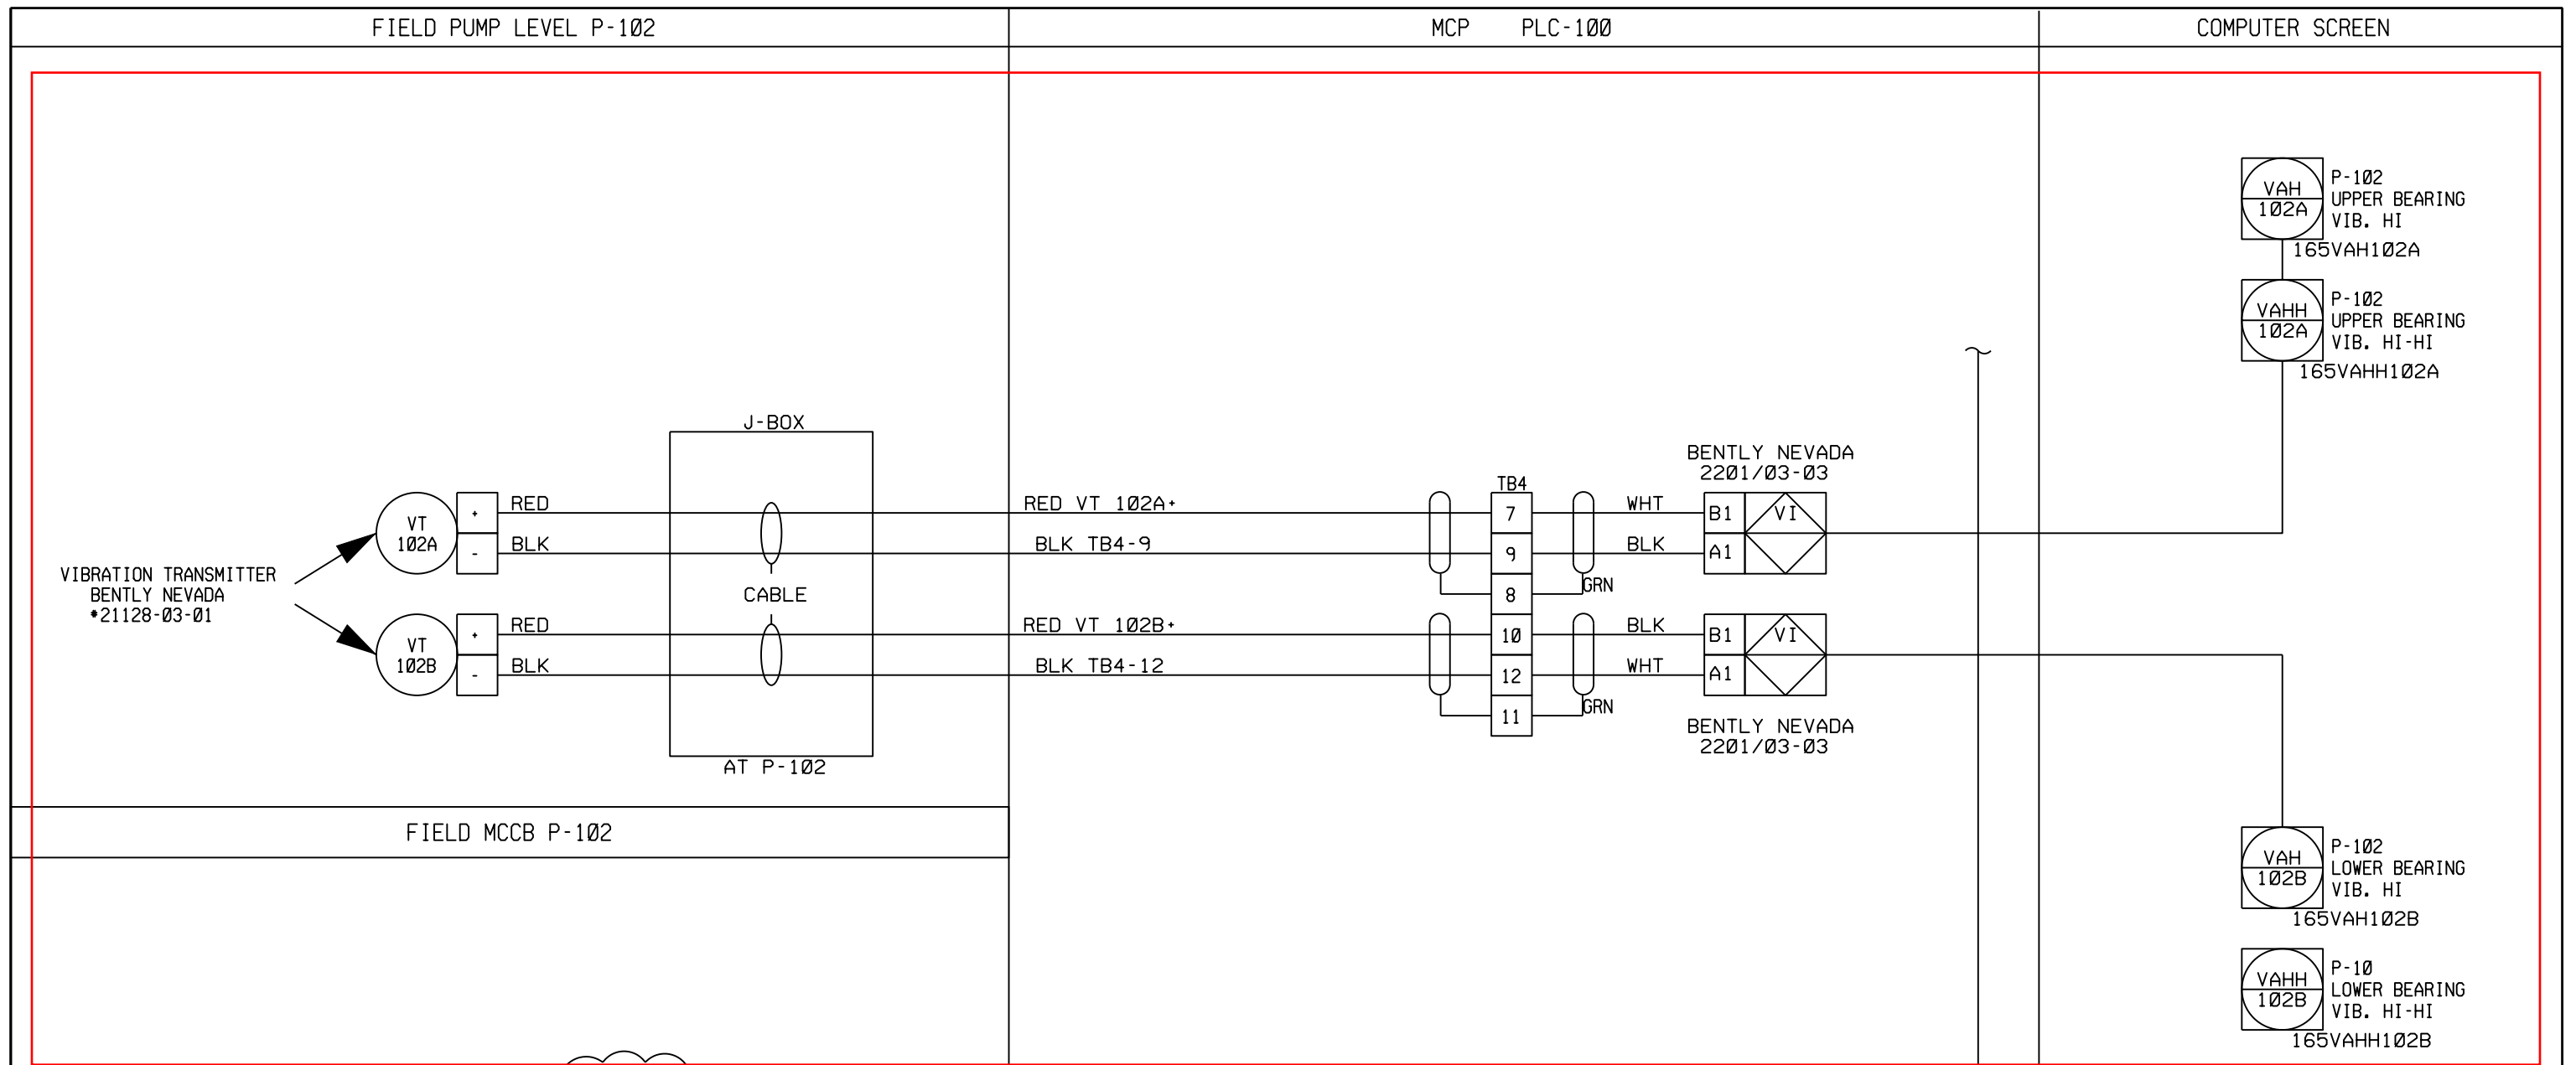 FIELD PUMP LEVEL P-102
MCP PLC-100
COMPUTER SCREEN
VAH
102A
P-102
UPPER BEARING
VIB. HI
165VAH102A
VAHH
102A
P-102
UPPER BEARING
VIB. HI-HI
165VAHH102A
J-BOX
BENTLY NEVADA
2201/03-03
TB4
VT
102A
+
-
RED
BLK
RED VT 102A+
BLK TB4-9
7
9
8
WHT
BLK
GRN
B1
A1
VI
CABLE
VIBRATION TRANSMITTER
BENTLY NEVADA
*21128-03-01
VT
102B
+
-
RED
BLK
RED VT 102B+
BLK TB4-12
10
12
11
BLK
WHT
GRN
B1
A1
VI
BENTLY NEVADA
2201/03-03
AT P-102
FIELD MCCB P-102
VAH
102B
P-102
LOWER BEARING
VIB. HI
165VAH102B
VAHH
102B
P-10
LOWER BEARING
VIB. HI-HI
165VAHH102B